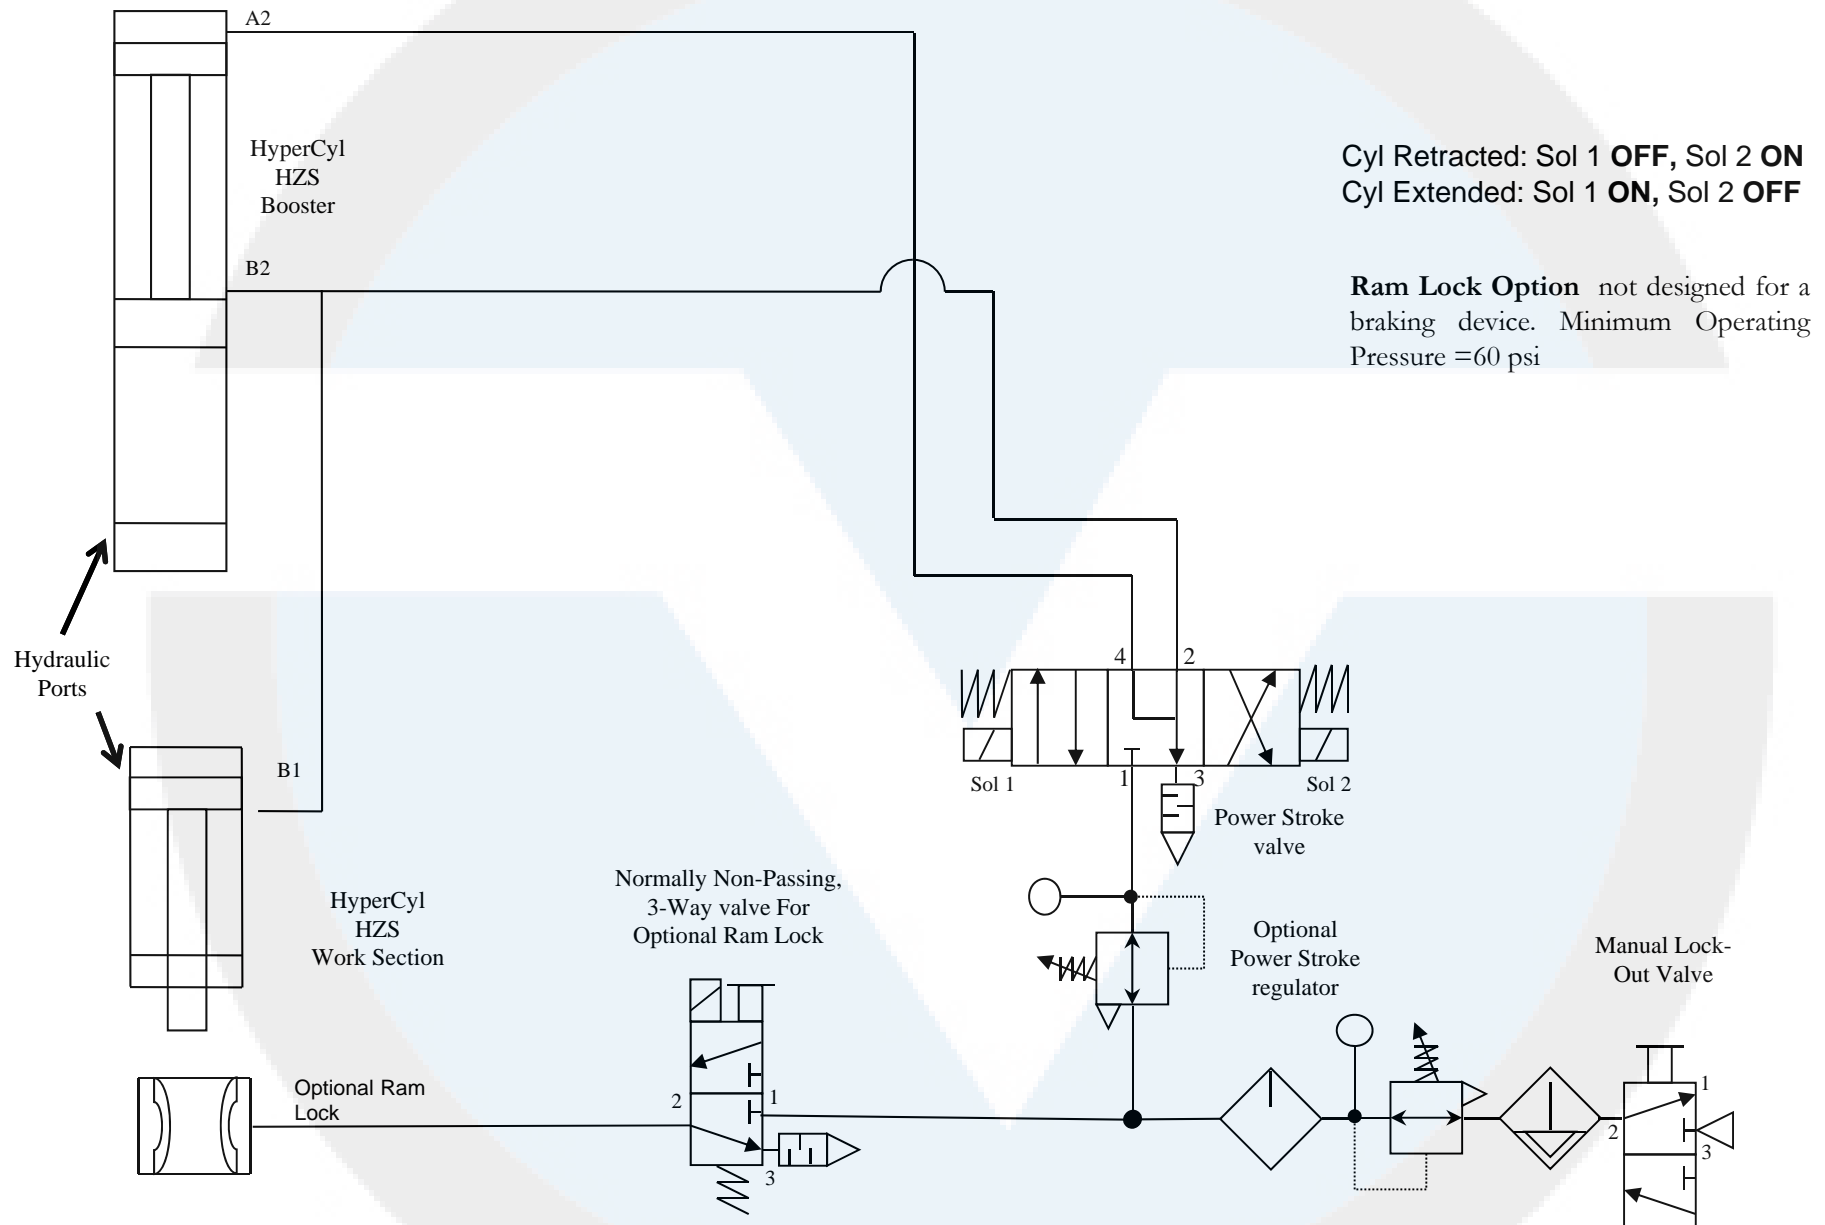 A2
HyperCyl
HZS
Booster
Cyl Retracted: Sol 1 OFF, Sol 2 ON
Cyl Extended: Sol 1 ON, Sol 2 OFF
B2
Ram Lock Option not designed for a
braking device. Minimum Operating
Pressure =60 psi
Hydraulic
Ports
4
2
B1
Sol 1
1
3
Sol 2
Power Stroke
valve
HyperCyl
HZS
Work Section
Normally Non-Passing,
3-Way valve For
Optional Ram Lock
Optional
Power Stroke
regulator
Manual Lock-
Out Valve
Optional Ram
Lock
2
1
3
1
2
3